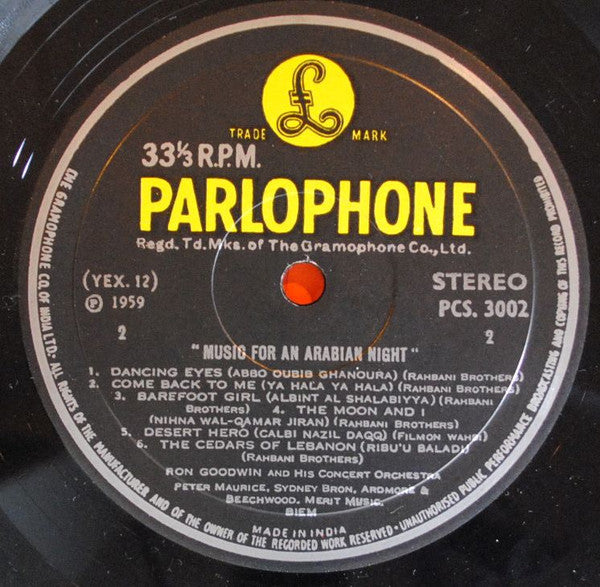 £
TRADE MARK
33⅓ R.P.M.
PARLOPHONE
Regd. Td. Mks. of The Gramophone Co., Ltd.
(YEX. 12)
STEREO
Ⓟ 1959
PCS. 3002
2
2
"MUSIC FOR AN ARABIAN NIGHT"
1. DANCING EYES (ABBO OUBIB GHANOURA) (RAHBANI BROTHERS)
2. COME BACK TO ME (YA HALA YA HALA) (RAHBANI BROTHERS)
3. BAREFOOT GIRL (ALBINT AL SHALABIYYA) (RAHBANI
BROTHERS) 4. THE MOON AND I
(NIHNA WAL-QAMAR JIRAN) (RAHBANI BROTHERS)
5. DESERT HERO (CALBI NAZIL DAQQ) (FILMON WAHBI)
6. THE CEDARS OF LEBANON (RIBU'U BALADI)
(RAHBANI BROTHERS)
RON GOODWIN AND HIS CONCERT ORCHESTRA
PETER MAURICE, SYDNEY BRON, ARDMORE &
BEECHWOOD, MERIT MUSIC.
BIEM
MADE IN INDIA
THE GRAMOPHONE CO. OF INDIA LTD.- ALL RIGHTS OF THE MANUFACTURER AND OF THE OWNER OF THE RECORDED WORK RESERVED- UNAUTHORISED PUBLIC PERFORMANCE BROADCASTING AND COPYING OF THIS RECORD PROHIBITED